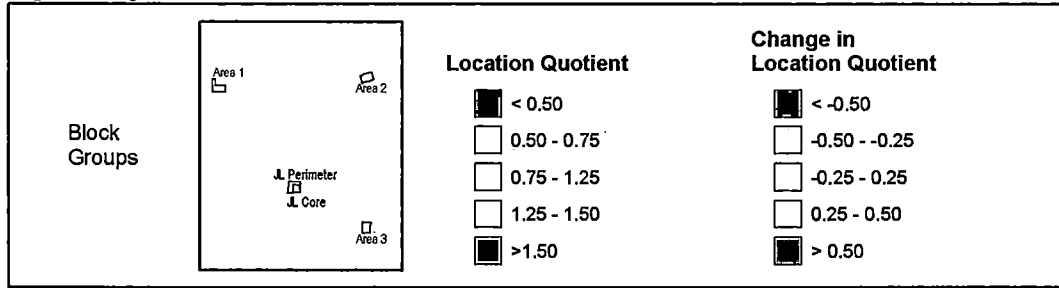 Block
Groups
Area 1
Area 2
JL Perimeter
JL Core
Area 3
Location Quotient
< 0.50
0.50 - 0.75
0.75 - 1.25
1.25 - 1.50
>1.50
Change in
Location Quotient
< -0.50
-0.50 - -0.25
-0.25 - 0.25
0.25 - 0.50
> 0.50